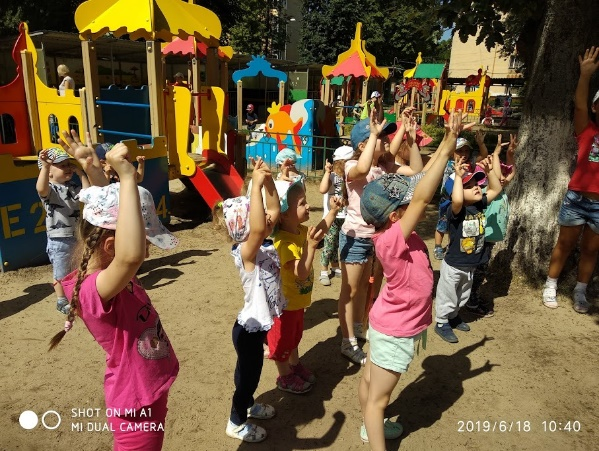 SHOT ON MI A1
MI DUAL CAMERA
2019/6/18 10:40